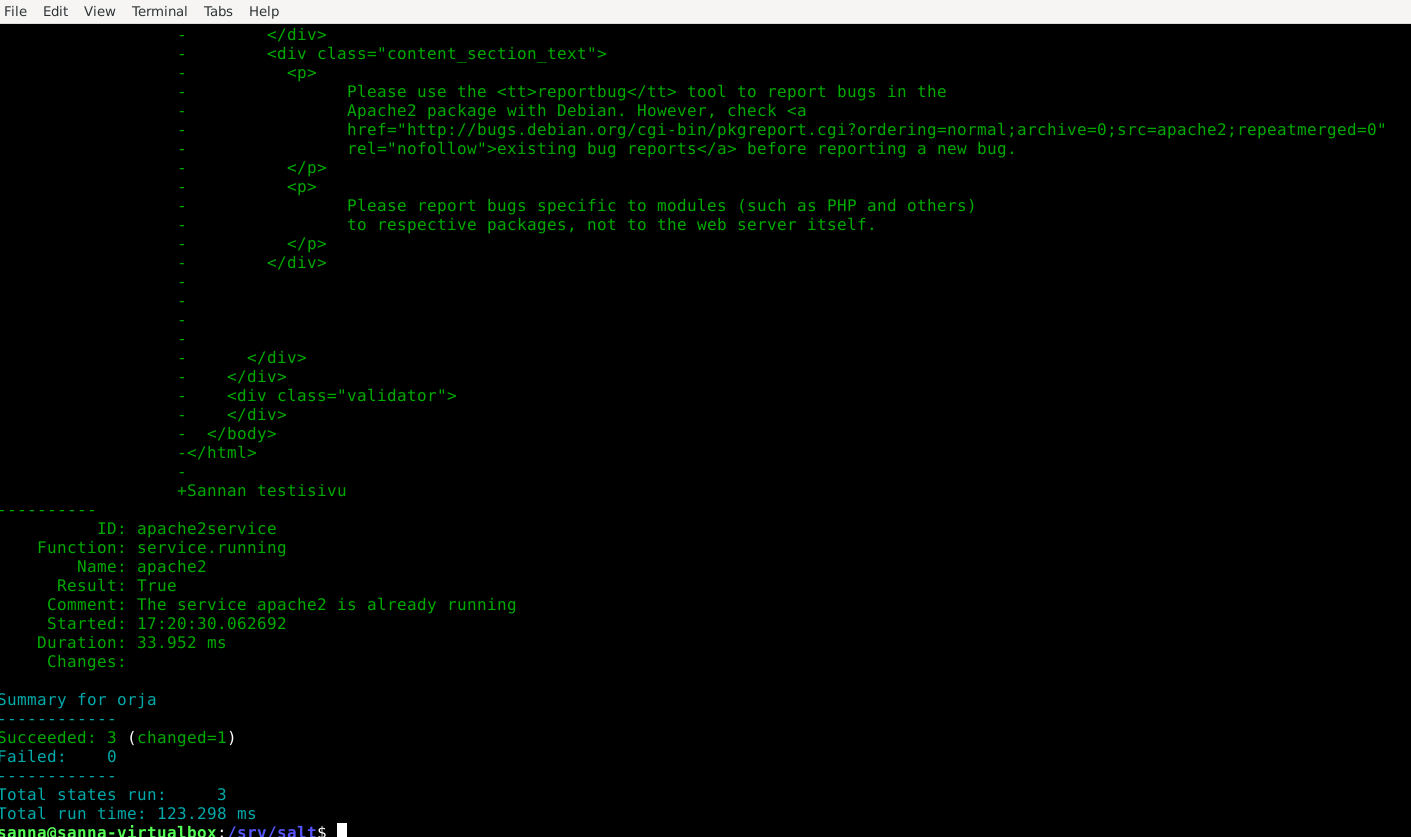 File Edit View Terminal Tabs Help
-        </div>
-        <div class="content_section_text">
-          <p>
-                Please use the <tt>reportbug</tt> tool to report bugs in the
-                Apache2 package with Debian. However, check <a
-                href="http://bugs.debian.org/cgi-bin/pkgreport.cgi?ordering=normal;archive=0;src=apache2;repeatmerged=0"
-                rel="nofollow">existing bug reports</a> before reporting a new bug.
-          </p>
-          <p>
-                Please report bugs specific to modules (such as PHP and others)
-                to respective packages, not to the web server itself.
-          </p>
-        </div>
-
-
-
-
-      </div>
-    </div>
-    <div class="validator">
-    </div>
-  </body>
-</html>
-
+Sannan testisivu
----------
ID: apache2service
Function: service.running
Name: apache2
Result: True
Comment: The service apache2 is already running
Started: 17:20:30.062692
Duration: 33.952 ms
Changes:
Summary for orja
------------
Succeeded: 3 (changed=1)
Failed:    0
------------
Total states run:     3
Total run time: 123.298 ms
sanna@sanna-virtualbox:/srv/salt$